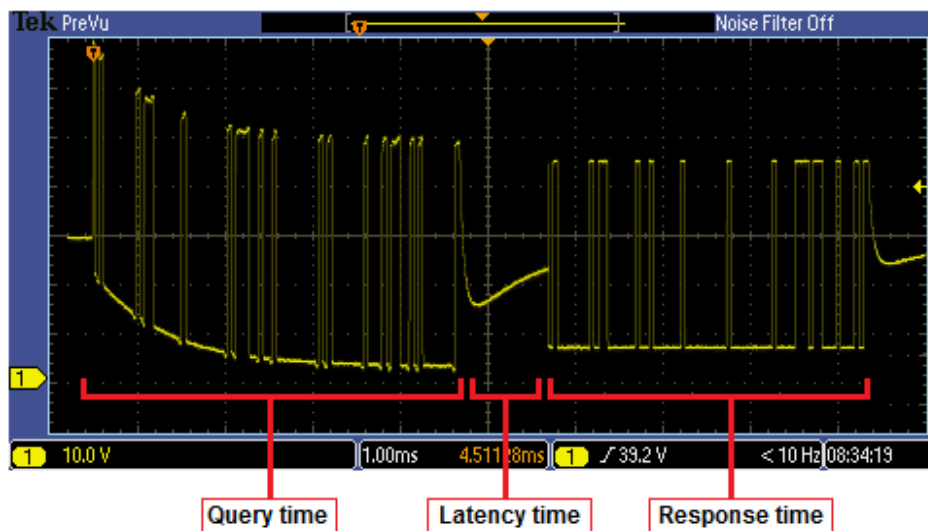 Tek PreVu Noise Filter Off
T
T
1
1 10.0 V 1.00ms 4.51128ms 1 39.2 V < 10 Hz 08:34:19
Query time Latency time Response time